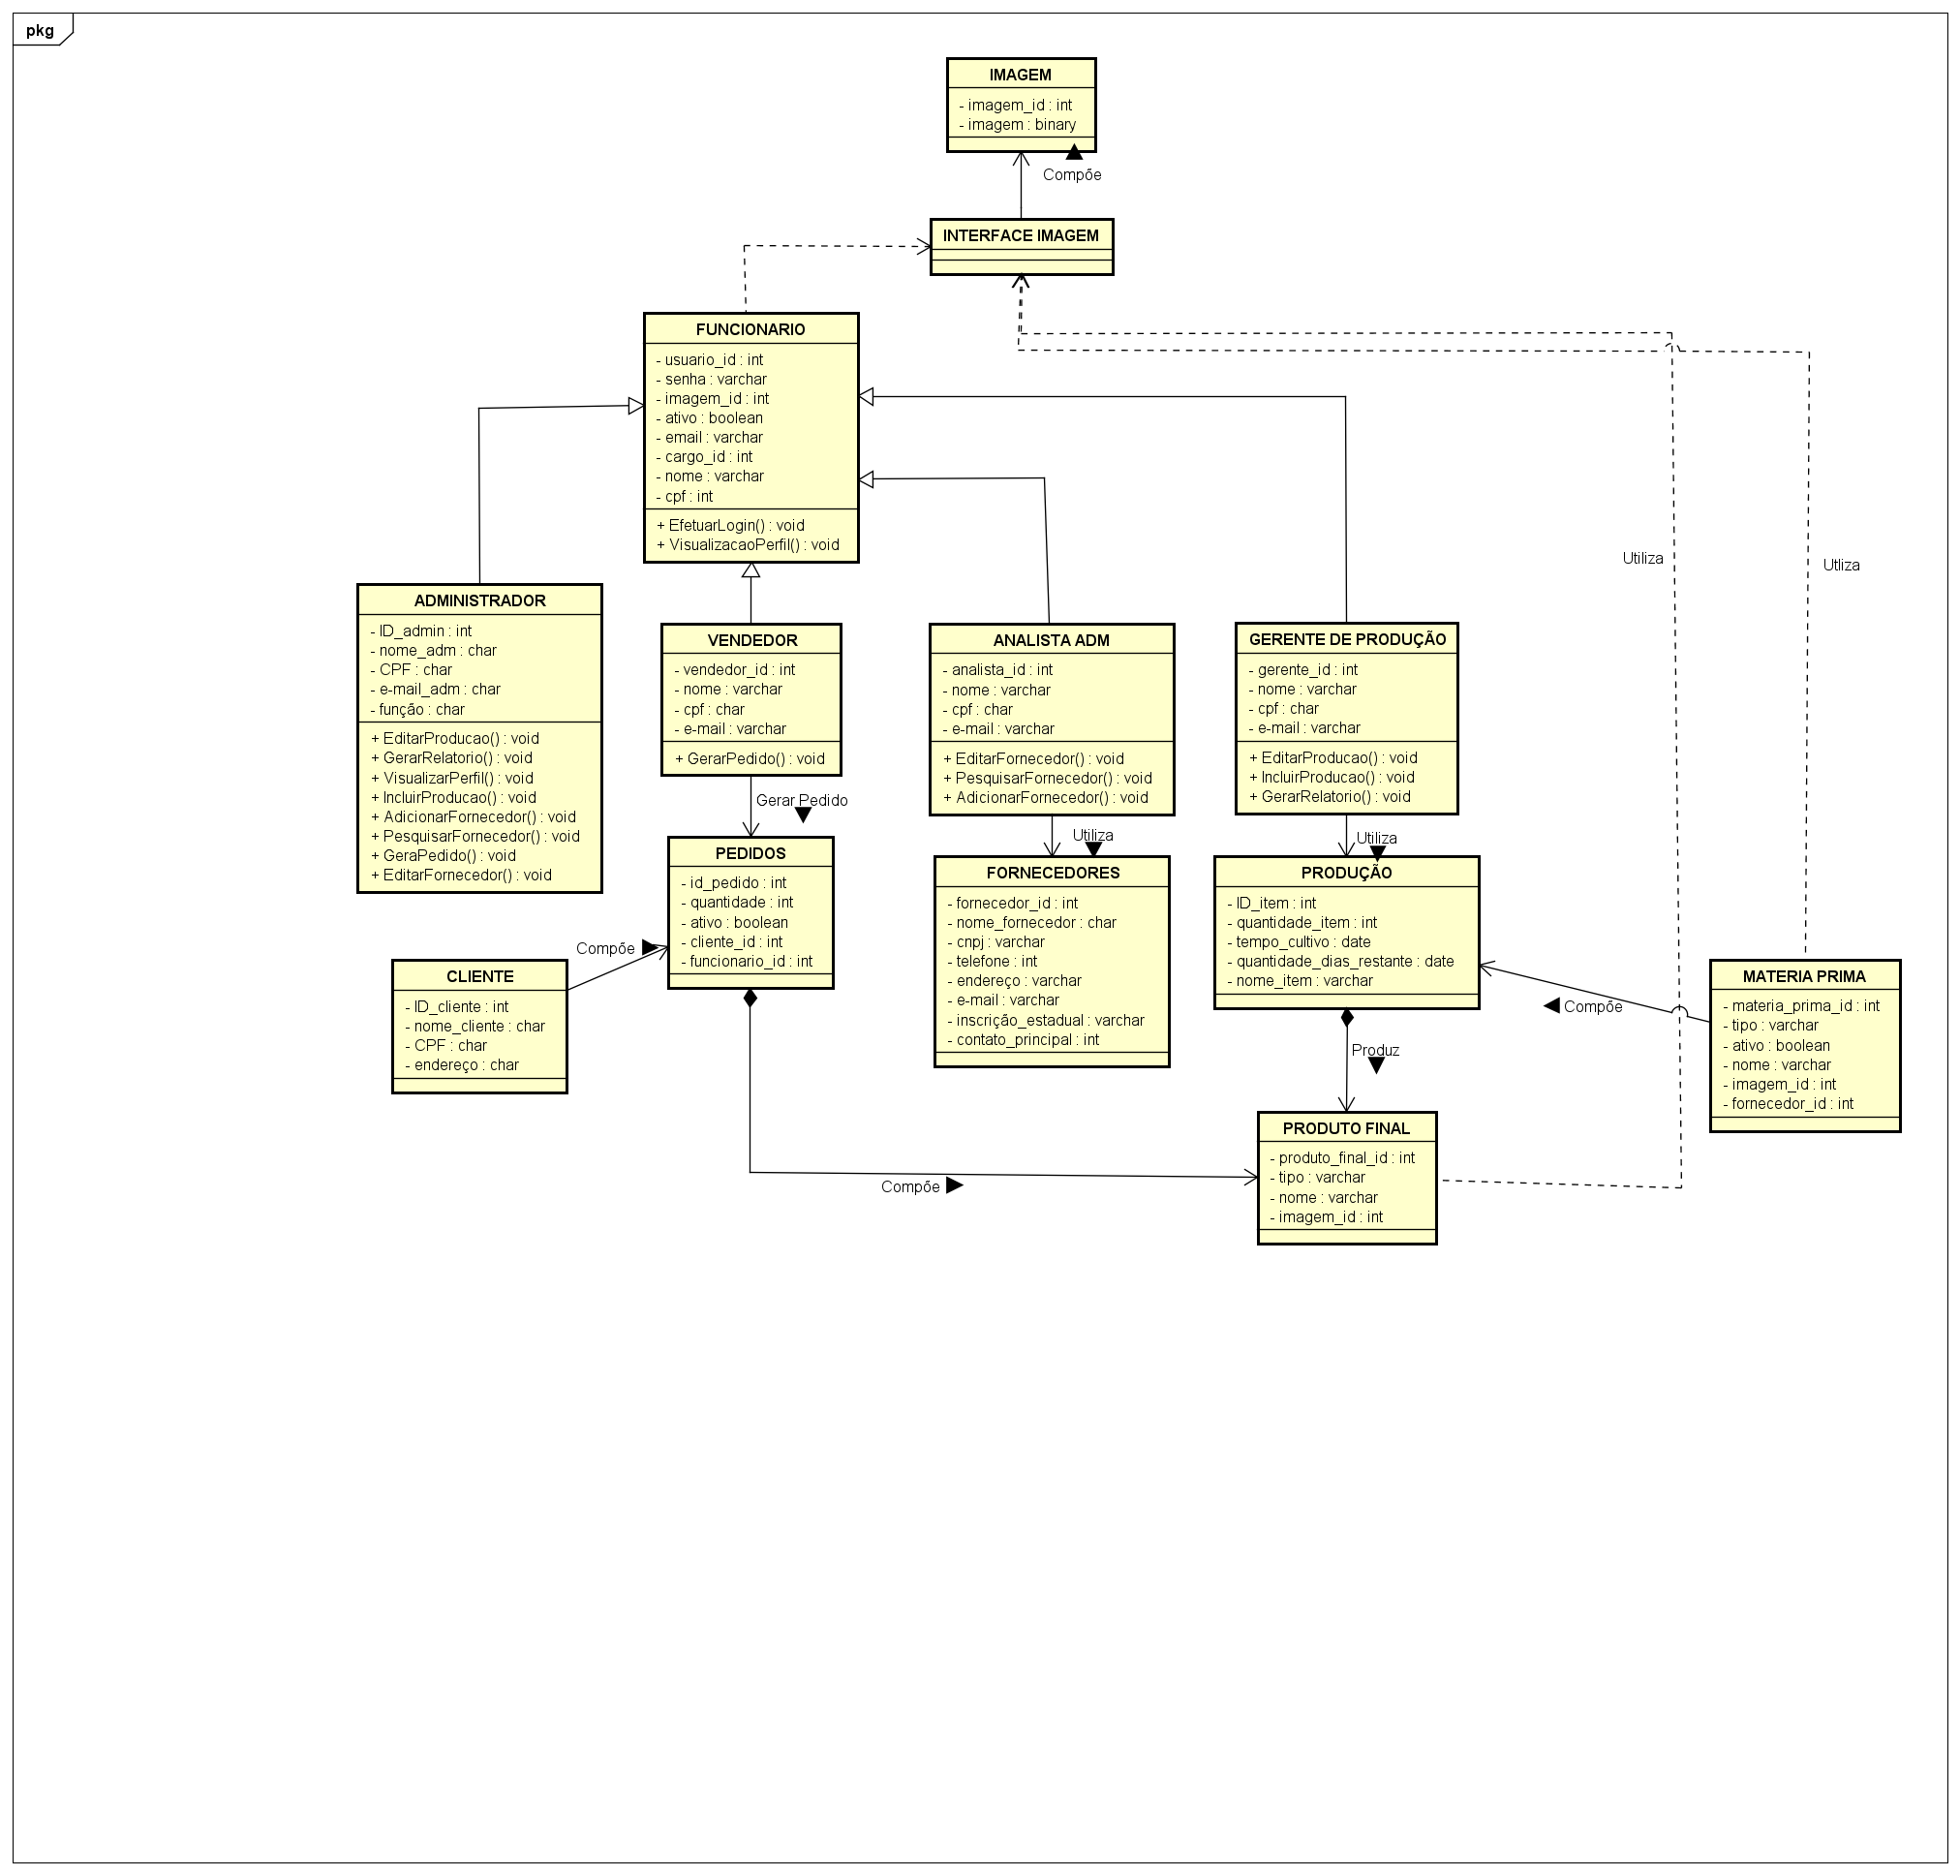 pkg
IMAGEM
- imagem_id : int
- imagem : binary
Compõe
INTERFACE IMAGEM
FUNCIONARIO
- usuario_id : int
- senha : varchar
- imagem_id : int
- ativo : boolean
- email : varchar
- cargo_id : int
- nome : varchar
- cpf : int
+ EfetuarLogin() : void
+ VisualizacaoPerfil() : void
Utiliza
Utliza
ADMINISTRADOR
- ID_admin : int
- nome_adm : char
- CPF : char
- e-mail_adm : char
- função : char
+ EditarProducao() : void
+ GerarRelatorio() : void
+ VisualizarPerfil() : void
+ IncluirProducao() : void
+ AdicionarFornecedor() : void
+ PesquisarFornecedor() : void
+ GeraPedido() : void
+ EditarFornecedor() : void
VENDEDOR
- vendedor_id : int
- nome : varchar
- cpf : char
- e-mail : varchar
+ GerarPedido() : void
ANALISTA ADM
- analista_id : int
- nome : varchar
- cpf : char
- e-mail : varchar
+ EditarFornecedor() : void
+ PesquisarFornecedor() : void
+ AdicionarFornecedor() : void
GERENTE DE PRODUÇÃO
- gerente_id : int
- nome : varchar
- cpf : char
- e-mail : varchar
+ EditarProducao() : void
+ IncluirProducao() : void
+ GerarRelatorio() : void
Gerar Pedido
Utiliza
Utiliza
PEDIDOS
- id_pedido : int
- quantidade : int
- ativo : boolean
- cliente_id : int
- funcionario_id : int
FORNECEDORES
- fornecedor_id : int
- nome_fornecedor : char
- cnpj : varchar
- telefone : int
- endereço : varchar
- e-mail : varchar
- inscrição_estadual : varchar
- contato_principal : int
PRODUÇÃO
- ID_item : int
- quantidade_item : int
- tempo_cultivo : date
- quantidade_dias_restante : date
- nome_item : varchar
Compõe
CLIENTE
- ID_cliente : int
- nome_cliente : char
- CPF : char
- endereço : char
Compõe
MATERIA PRIMA
- materia_prima_id : int
- tipo : varchar
- ativo : boolean
- nome : varchar
- imagem_id : int
- fornecedor_id : int
Produz
PRODUTO FINAL
- produto_final_id : int
- tipo : varchar
- nome : varchar
- imagem_id : int
Compõe